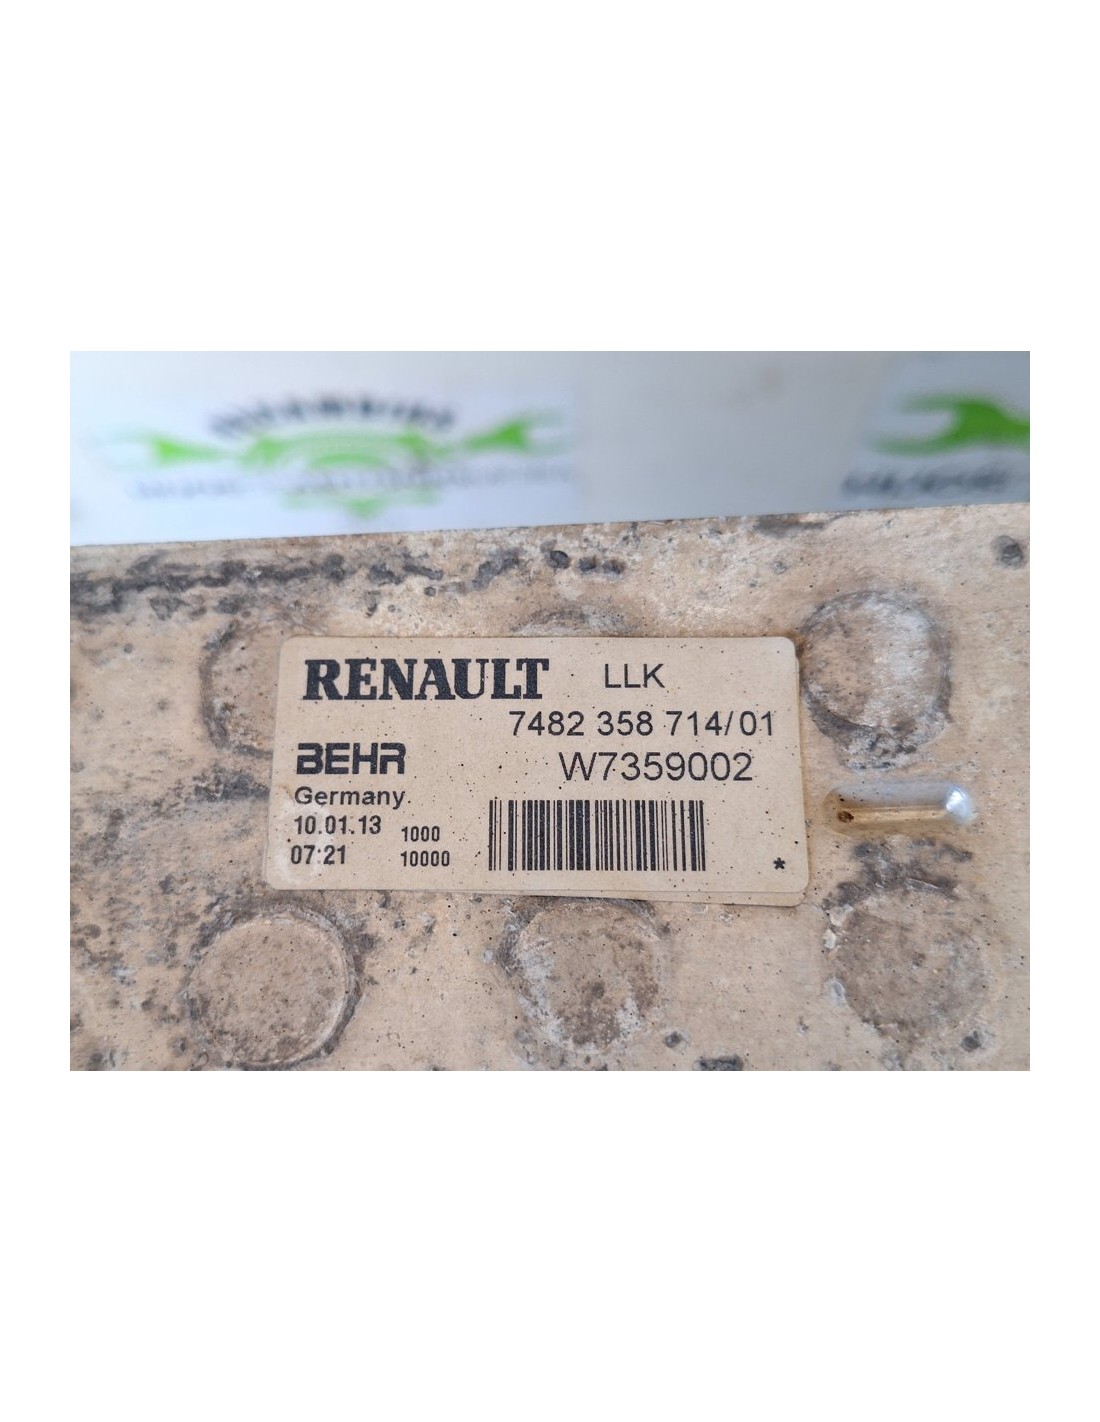 RENAULT LLK
7482 358 714/01
BEHR W7359002
Germany
10.01.13 1000
07:21 10000
*